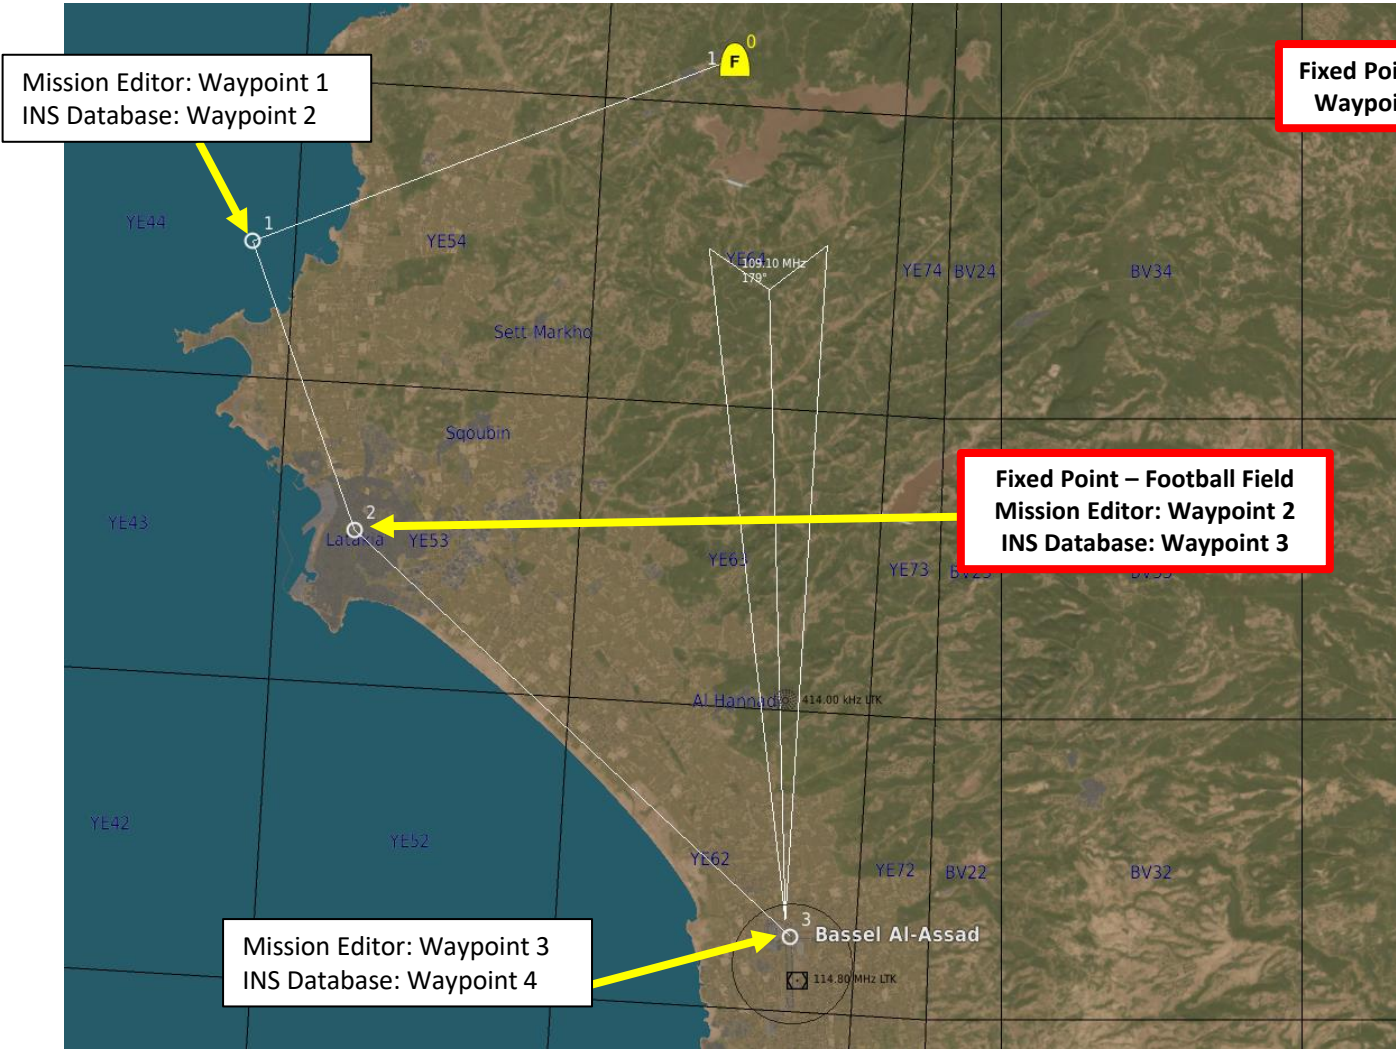 Mission Editor: Waypoint 1
INS Database: Waypoint 2
1
F
0
Fixed Poi
Waypoi
YE44
1
YE54
YE64
109.10 MHz
179°
YE74
BV24
BV34
Sett Markho
Sqoubin
Fixed Point – Football Field
Mission Editor: Waypoint 2
INS Database: Waypoint 3
YE43
2
Latakia
YE53
YE63
YE73
BV23
BV33
Al Hannadi
414.00 kHz LTK
YE42
YE52
YE62
YE72
BV22
BV32
Mission Editor: Waypoint 3
INS Database: Waypoint 4
3
Bassel Al-Assad
114.80 MHz LTK